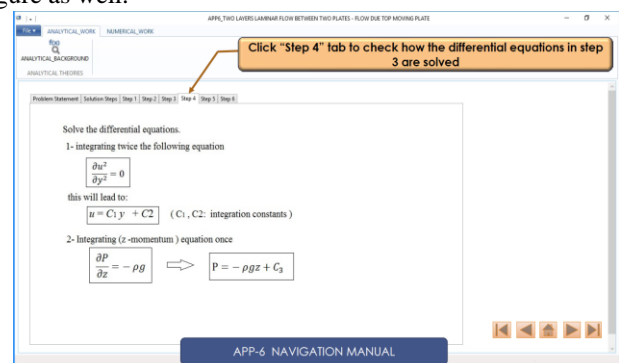 gure as well.
APP6_TWO LAYERS LAMINAR FLOW BETWEEN TWO PLATES - FLOW DUE TOP MOVING PLATE
File ANALYTICAL_WORK NUMERICAL_WORK
f(x)
ANALYTICAL_BACKGROUND
ANALYTICAL THEORIES
Click "Step 4" tab to check how the differential equations in step
3 are solved
Problem Statement Solution Steps Step 1 Step 2 Step 3 Step 4 Step 5 Step 6
Solve the differential equations.
1- integrating twice the following equation
∂u²/∂y² = 0
this will lead to:
u = C1 y + C2 ( C1 , C2: integration constants )
2- Integrating (z -momentum ) equation once
∂P/∂z = − ρg ⇒ P = − ρgz + C₃
APP-6 NAVIGATION MANUAL